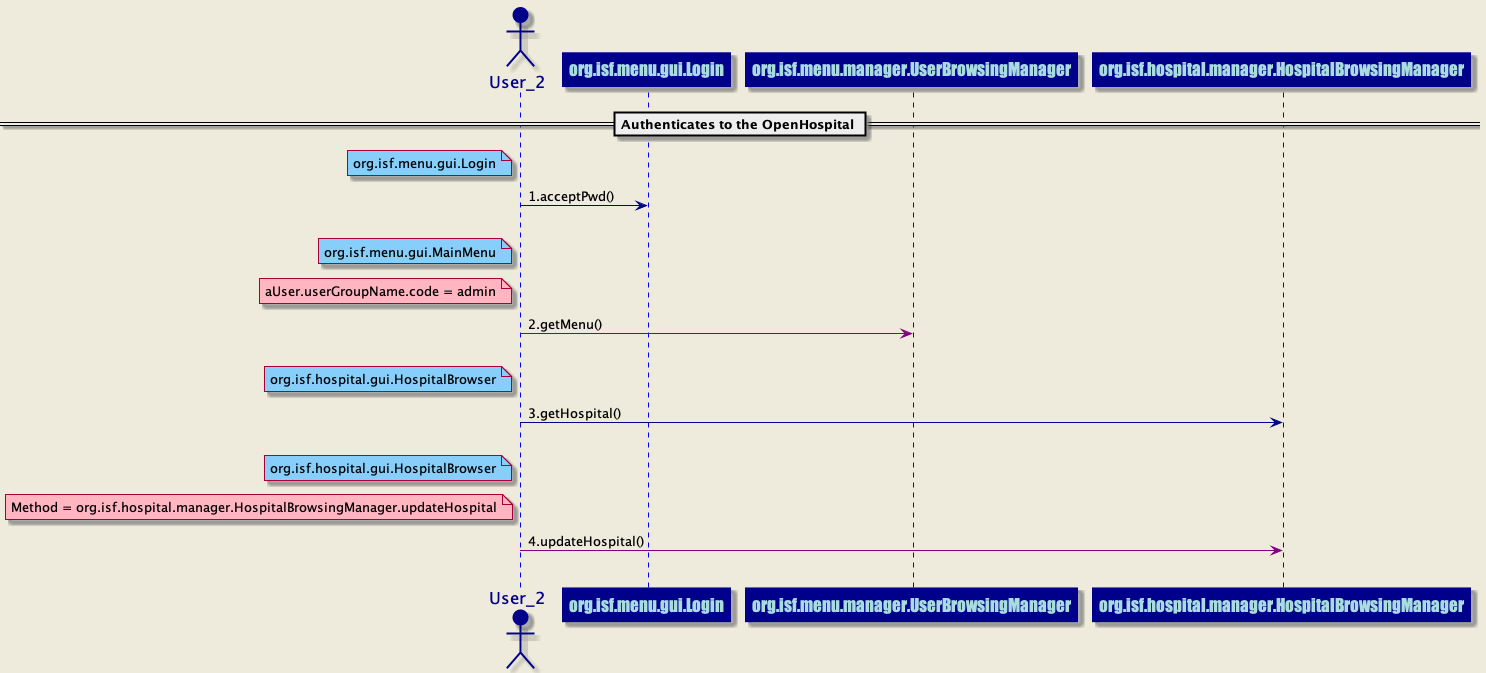 User_2
org.isf.menu.gui.Login
org.isf.menu.manager.UserBrowsingManager
org.isf.hospital.manager.HospitalBrowsingManager
Authenticates to the OpenHospital
org.isf.menu.gui.Login
1.acceptPwd()
org.isf.menu.gui.MainMenu
aUser.userGroupName.code = admin
2.getMenu()
org.isf.hospital.gui.HospitalBrowser
3.getHospital()
org.isf.hospital.gui.HospitalBrowser
Method = org.isf.hospital.manager.HospitalBrowsingManager.updateHospital
4.updateHospital()
User_2
org.isf.menu.gui.Login
org.isf.menu.manager.UserBrowsingManager
org.isf.hospital.manager.HospitalBrowsingManager